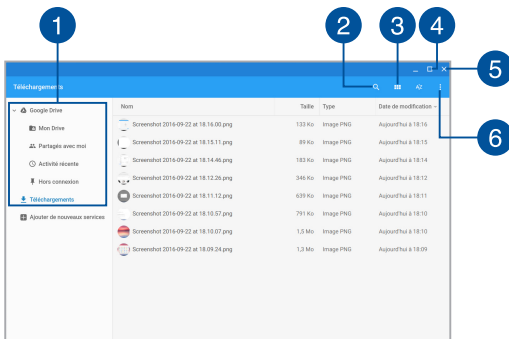 1
2
3
4
5
6
Téléchargements
Google Drive
Mon Drive
Partagés avec moi
Activité récente
Hors connexion
Téléchargements
Ajouter de nouveaux services
Nom Taille Type Date de modification
Screenshot 2016-09-22 at 18.16.00.png 133 Ko Image PNG Aujourd'hui à 18:16
Screenshot 2016-09-22 at 18.15.11.png 89 Ko Image PNG Aujourd'hui à 18:15
Screenshot 2016-09-22 at 18.14.46.png 183 Ko Image PNG Aujourd'hui à 18:14
Screenshot 2016-09-22 at 18.12.26.png 346 Ko Image PNG Aujourd'hui à 18:12
Screenshot 2016-09-22 at 18.11.12.png 639 Ko Image PNG Aujourd'hui à 18:11
Screenshot 2016-09-22 at 18.10.57.png 791 Ko Image PNG Aujourd'hui à 18:10
Screenshot 2016-09-22 at 18.10.07.png 1,5 Mo Image PNG Aujourd'hui à 18:10
Screenshot 2016-09-22 at 18.09.24.png 1,3 Mo Image PNG Aujourd'hui à 18:09